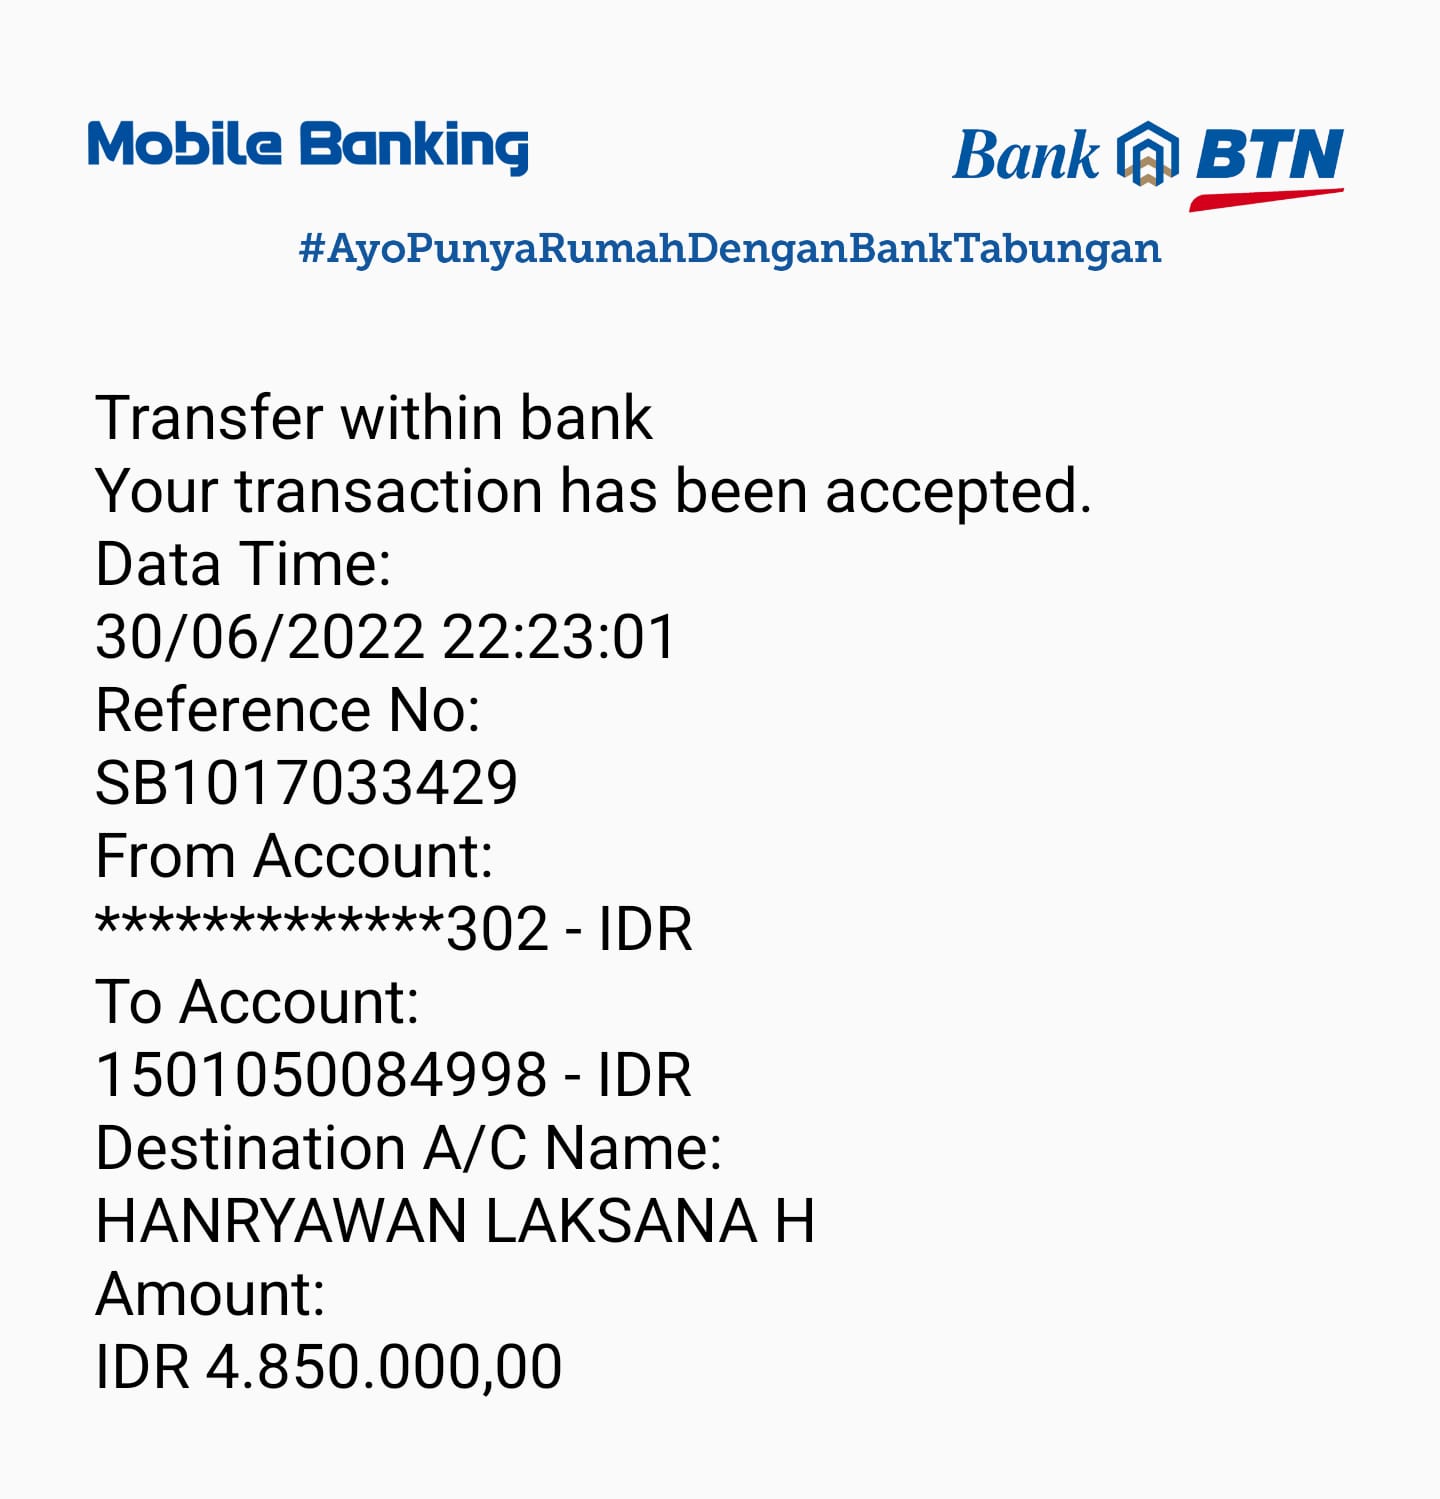 Mobile Banking
Bank BTN
#AyoPunyaRumahDenganBankTabungan
Transfer within bank
Your transaction has been accepted.
Data Time:
30/06/2022 22:23:01
Reference No:
SB1017033429
From Account:
*************302 - IDR
To Account:
1501050084998 - IDR
Destination A/C Name:
HANRYAWAN LAKSANA H
Amount:
IDR 4.850.000,00